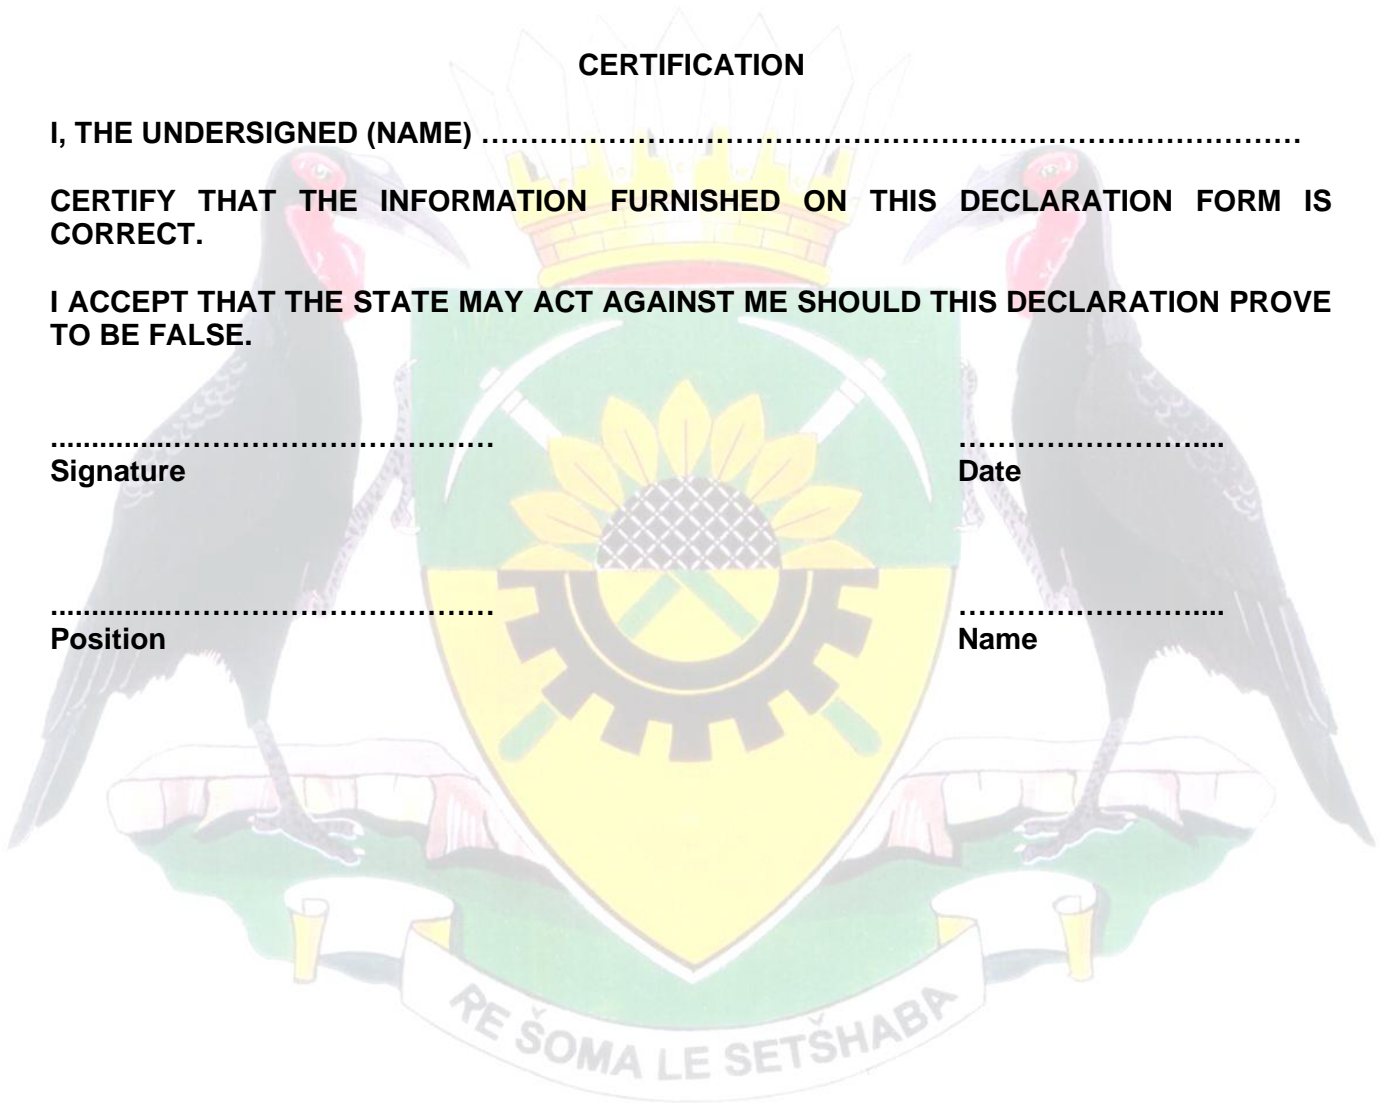 CERTIFICATION
I, THE UNDERSIGNED (NAME) …………………………………………………………………………
CERTIFY THAT THE INFORMATION FURNISHED ON THIS DECLARATION FORM IS
CORRECT.
I ACCEPT THAT THE STATE MAY ACT AGAINST ME SHOULD THIS DECLARATION PROVE
TO BE FALSE.
...............…………………………… ……………………....
Signature Date
...............…………………………… ……………………....
Position Name
RE ŠOMA LE SETŠHABA